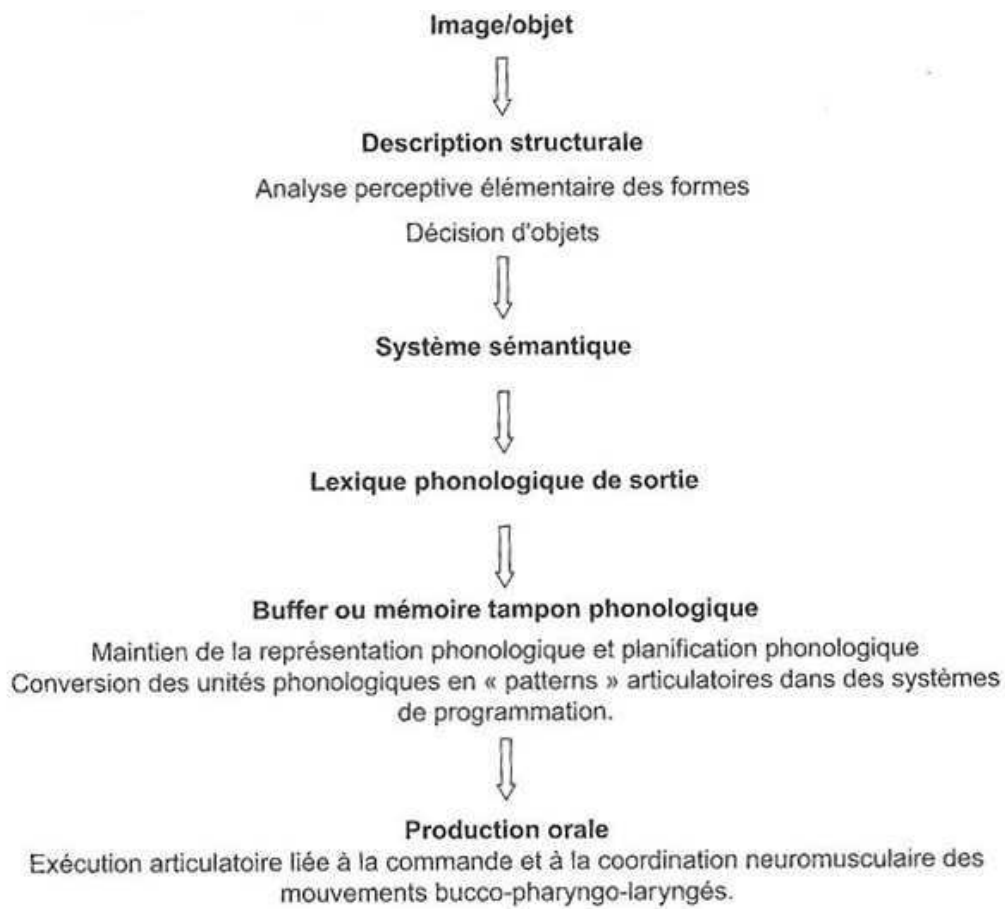 Image/objet
Description structurale
Analyse perceptive élémentaire des formes
Décision d'objets
Système sémantique
Lexique phonologique de sortie
Buffer ou mémoire tampon phonologique
Maintien de la représentation phonologique et planification phonologique
Conversion des unités phonologiques en « patterns » articulatoires dans des systèmes
de programmation.
Production orale
Exécution articulatoire liée à la commande et à la coordination neuromusculaire des
mouvements bucco-pharyngo-laryngés.